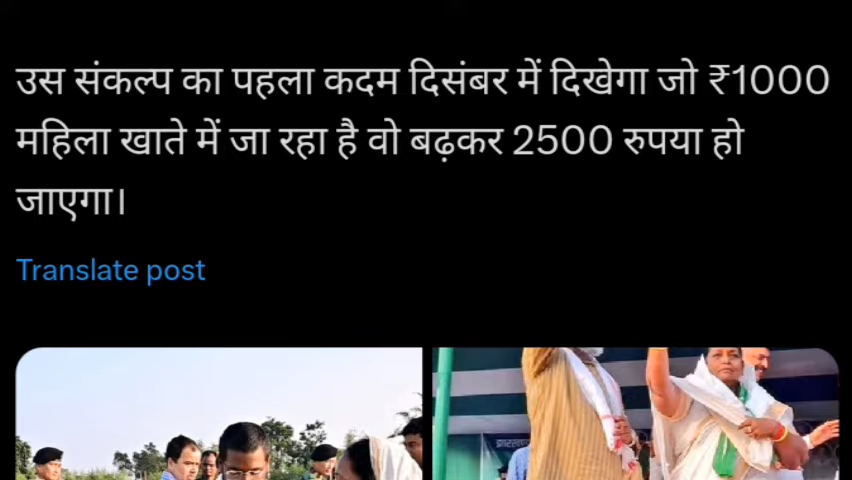 उस संकल्प का पहला कदम दिसंबर में दिखेगा जो ₹1000
महिला खाते में जा रहा है वो बढ़कर 2500 रुपया हो
जाएगा।
Translate post